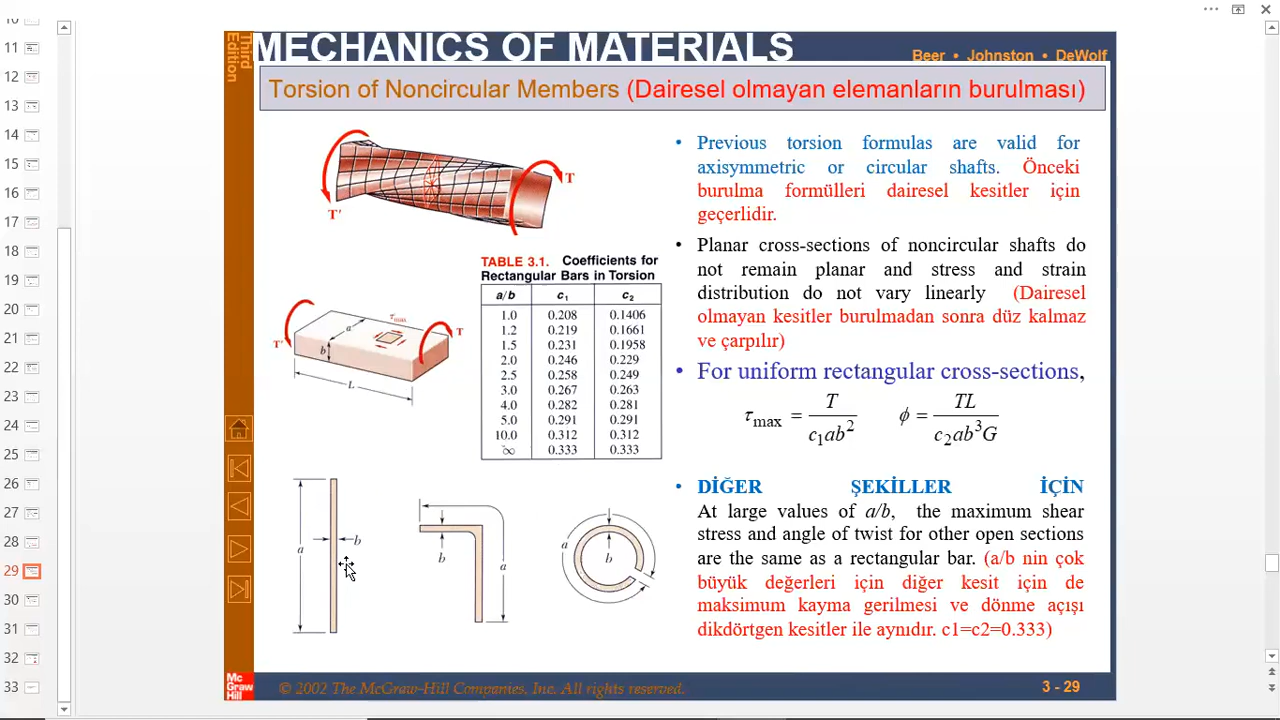 10
11
12
13
14
15
16
17
18
19
20
21
22
23
24
25
26
27
28
29
30
31
32
33
Third
Edition
MECHANICS OF MATERIALS
Beer • Johnston • DeWolf
Torsion of Noncircular Members (Dairesel olmayan elemanların burulması)
T'
T
TABLE 3.1. Coefficients for
Rectangular Bars in Torsion
a/b c₁ c₂
1.0 0.208 0.1406
1.2 0.219 0.1661
1.5 0.231 0.1958
2.0 0.246 0.229
2.5 0.258 0.249
3.0 0.267 0.263
4.0 0.282 0.281
5.0 0.291 0.291
10.0 0.312 0.312
∞ 0.333 0.333
T'
a
b
τmax
T
L
a
b
b
a
a
b
• Previous torsion formulas are valid for
axisymmetric or circular shafts. Önceki
burulma formülleri dairesel kesitler için
geçerlidir.
• Planar cross-sections of noncircular shafts do
not remain planar and stress and strain
distribution do not vary linearly (Dairesel
olmayan kesitler burulmadan sonra düz kalmaz
ve çarpılır)
• For uniform rectangular cross-sections,
τmax = T / c₁ab² φ = TL / c₂ab³G
• DİĞER ŞEKİLLER İÇİN
At large values of a/b, the maximum shear
stress and angle of twist for other open sections
are the same as a rectangular bar. (a/b nin çok
büyük değerleri için diğer kesit için de
maksimum kayma gerilmesi ve dönme açışı
dikdörtgen kesitler ile aynıdır. c1=c2=0.333)
Mc
Graw
Hill
© 2002 The McGraw-Hill Companies, Inc. All rights reserved.
3 - 29